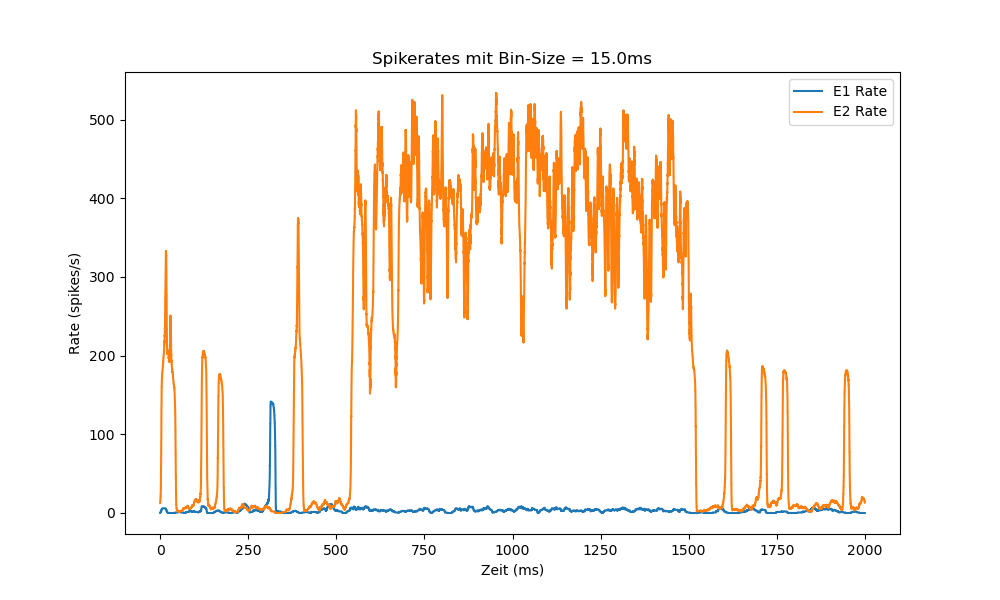 Spikerates mit Bin-Size = 15.0ms
E1 Rate
E2 Rate
500
400
300
200
100
0
Rate (spikes/s)
0 250 500 750 1000 1250 1500 1750 2000
Zeit (ms)